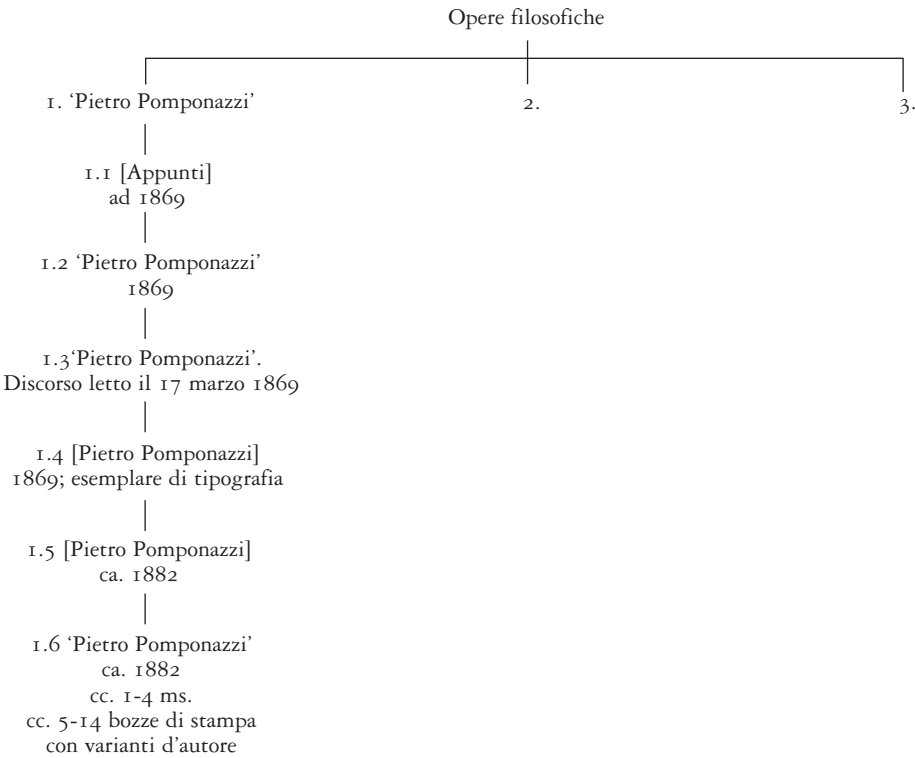 Opere filosofiche
1. ‘Pietro Pomponazzi’
2.
3.
1.1 [Appunti]
ad 1869
1.2 ‘Pietro Pomponazzi’
1869
1.3‘Pietro Pomponazzi’.
Discorso letto il 17 marzo 1869
1.4 [Pietro Pomponazzi]
1869; esemplare di tipografia
1.5 [Pietro Pomponazzi]
ca. 1882
1.6 ‘Pietro Pomponazzi’
ca. 1882
cc. 1-4 ms.
cc. 5-14 bozze di stampa
con varianti d'autore